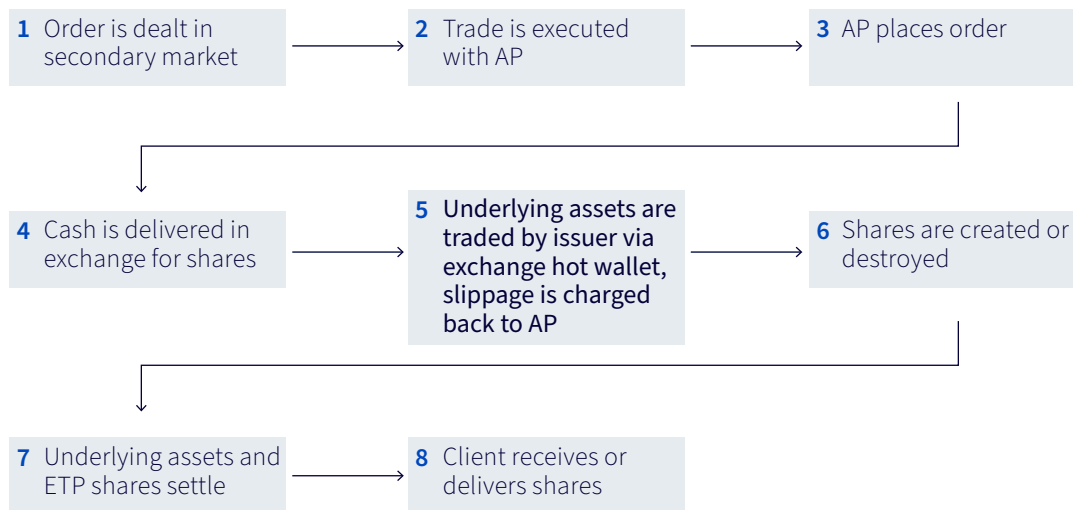 1 Order is dealt in
secondary market
2 Trade is executed
with AP
3 AP places order
4 Cash is delivered in
exchange for shares
5 Underlying assets are
traded by issuer via
exchange hot wallet,
slippage is charged
back to AP
6 Shares are created or
destroyed
7 Underlying assets and
ETP shares settle
8 Client receives or
delivers shares